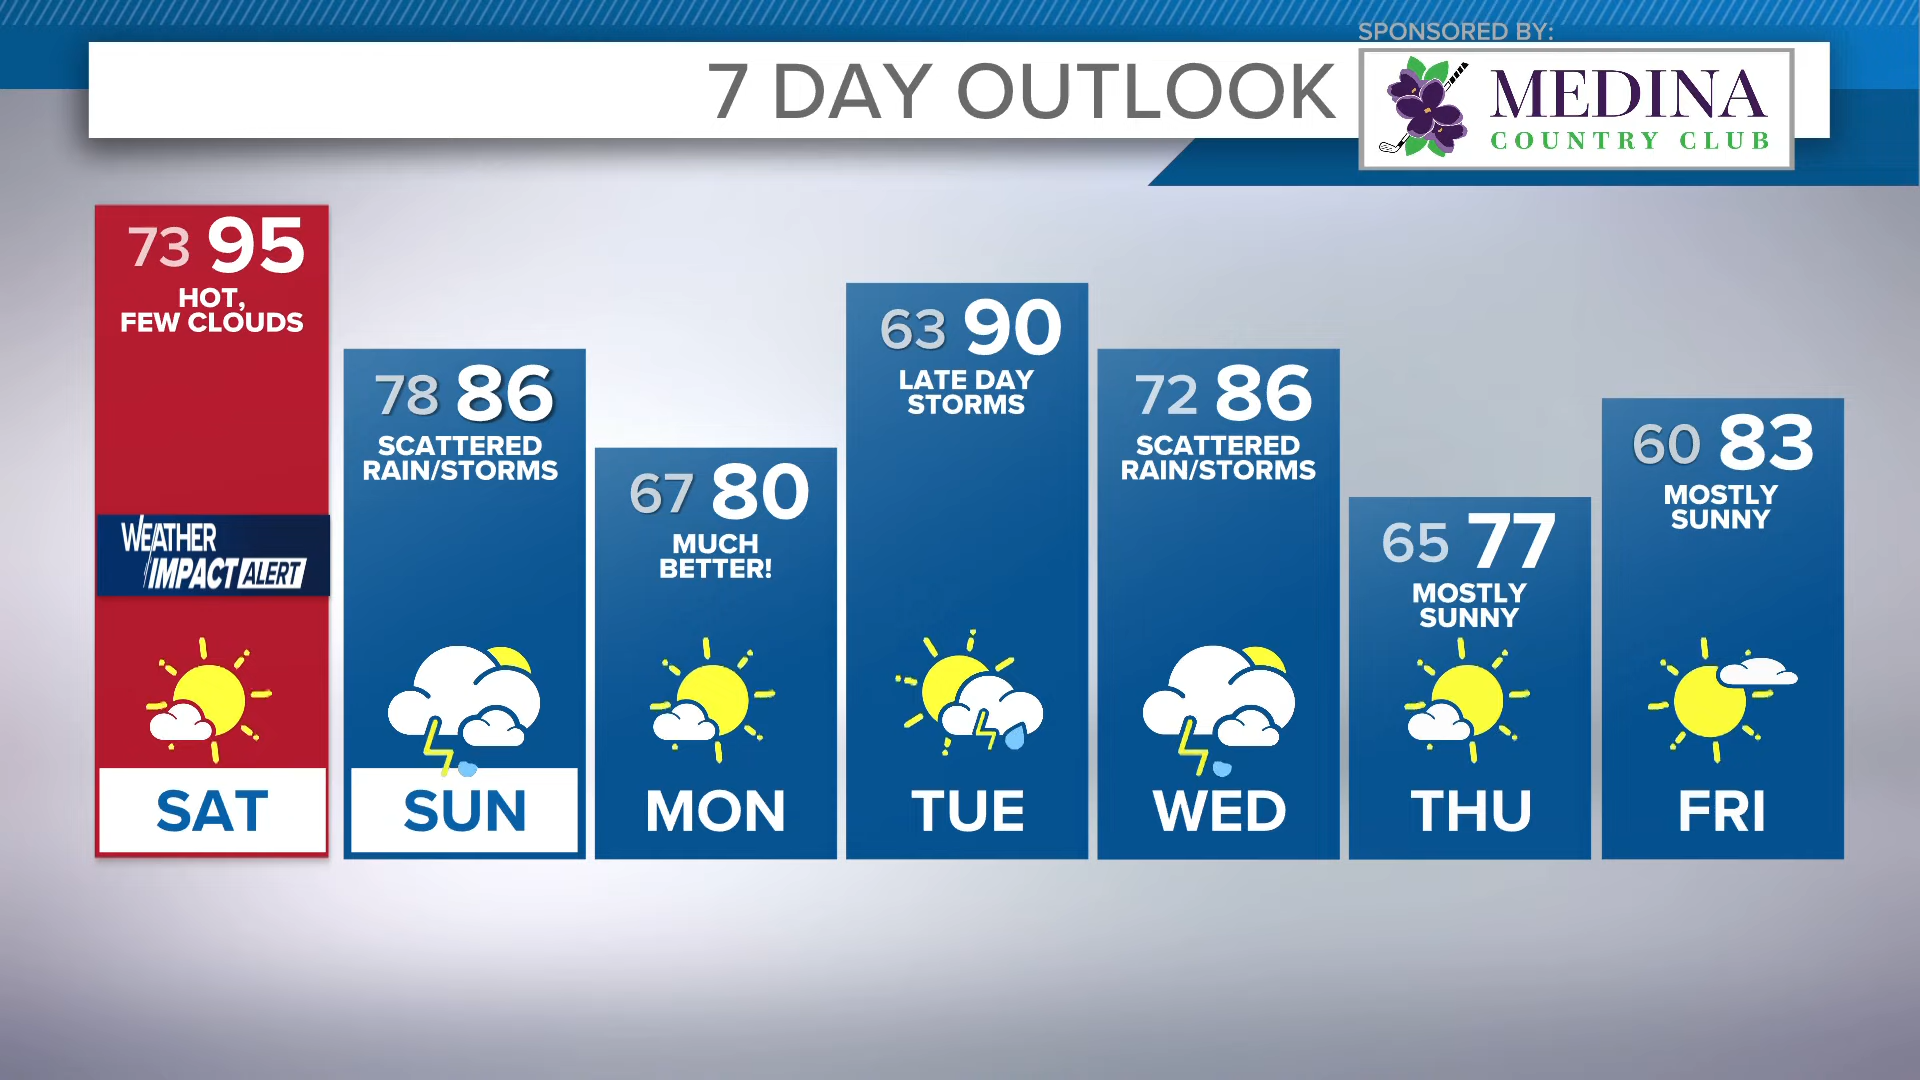 SPONSORED BY:
7 DAY OUTLOOK
MEDINA
COUNTRY CLUB
73 95
HOT,
FEW CLOUDS
WEATHER
IMPACT ALERT
SAT
78 86
SCATTERED
RAIN/STORMS
SUN
67 80
MUCH
BETTER!
MON
63 90
LATE DAY
STORMS
TUE
72 86
SCATTERED
RAIN/STORMS
WED
65 77
MOSTLY
SUNNY
THU
60 83
MOSTLY
SUNNY
FRI